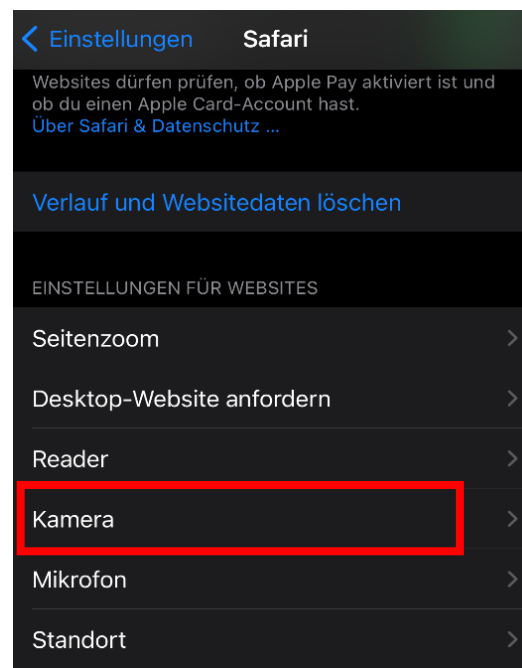 Einstellungen Safari
Websites dürfen prüfen, ob Apple Pay aktiviert ist und
ob du einen Apple Card-Account hast.
Über Safari & Datenschutz ...
Verlauf und Websitedaten löschen
EINSTELLUNGEN FÜR WEBSITES
Seitenzoom
Desktop-Website anfordern
Reader
Kamera
Mikrofon
Standort